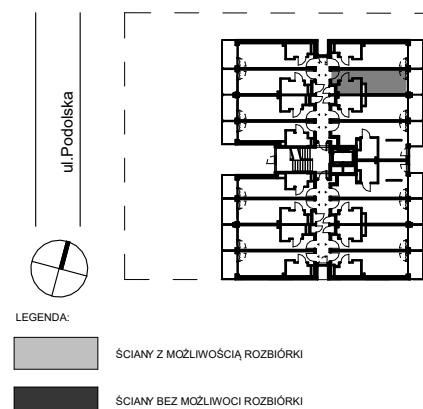 ul.Podolska
LEGENDA:
ŚCIANY Z MOŻLIWOŚCIĄ ROZBIÓRKI
ŚCIANY BEZ MOŻLIWOCI ROZBIÓRKI